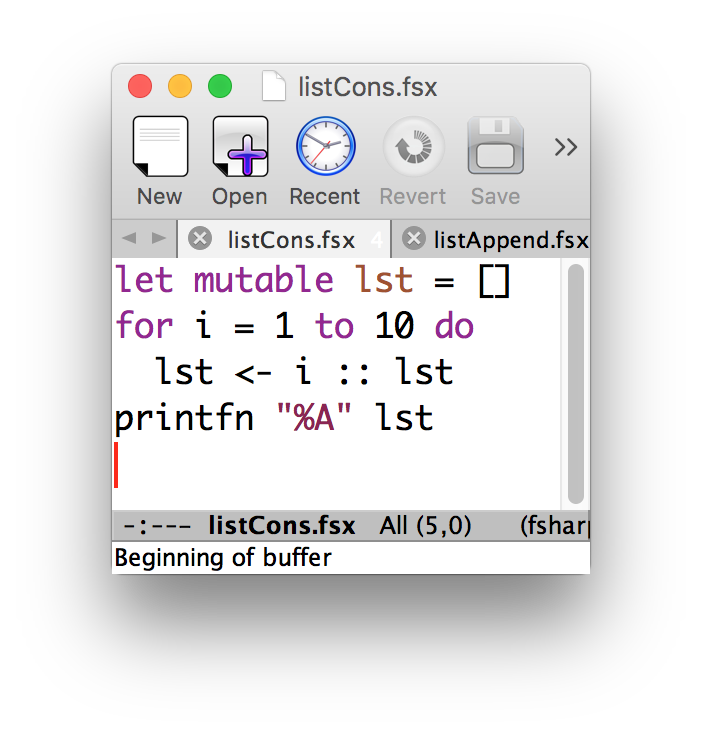 listCons.fsx
New Open Recent Revert Save
listCons.fsx 4 listAppend.fsx
let mutable lst = []
for i = 1 to 10 do
  lst <- i :: lst
printfn "%A" lst
-:--- listCons.fsx All (5,0) (fshar
Beginning of buffer